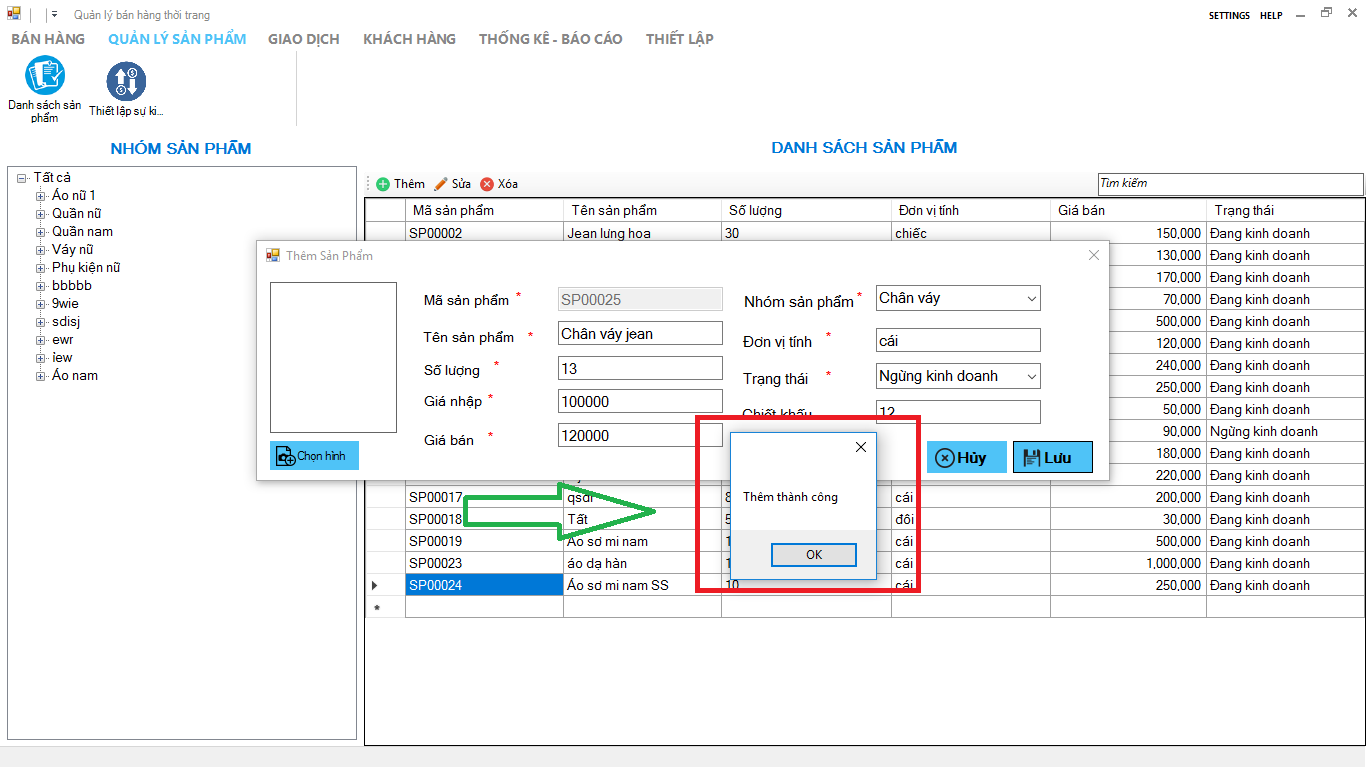 Quản lý bán hàng thời trang
SETTINGS HELP
BÁN HÀNG QUẢN LÝ SẢN PHẨM GIAO DỊCH KHÁCH HÀNG THỐNG KÊ - BÁO CÁO THIẾT LẬP
Danh sách sản phẩm
Thiết lập sự ki...
NHÓM SẢN PHẨM
Tất cả
Áo nữ 1
Quần nữ
Quần nam
Váy nữ
Phụ kiện nữ
bbbbb
9wie
sdisj
ewr
iew
Áo nam
DANH SÁCH SẢN PHẨM
Thêm Sửa Xóa
Tìm kiếm
Mã sản phẩm Tên sản phẩm Số lượng Đơn vị tính Giá bán Trạng thái
SP00002 Jean lưng hoa 30 chiếc 150,000 Đang kinh doanh
130,000 Đang kinh doanh
170,000 Đang kinh doanh
70,000 Đang kinh doanh
500,000 Đang kinh doanh
120,000 Đang kinh doanh
240,000 Đang kinh doanh
250,000 Đang kinh doanh
50,000 Đang kinh doanh
90,000 Ngừng kinh doanh
180,000 Đang kinh doanh
220,000 Đang kinh doanh
SP00017 qsdf cái 200,000 Đang kinh doanh
SP00018 Tất đôi 30,000 Đang kinh doanh
SP00019 Áo sơ mi nam cái 500,000 Đang kinh doanh
SP00023 áo dạ hàn cái 1,000,000 Đang kinh doanh
SP00024 Áo sơ mi nam SS 10 cái 250,000 Đang kinh doanh
Thêm Sản Phẩm
Mã sản phẩm * SP00025
Nhóm sản phẩm * Chân váy
Tên sản phẩm * Chân váy jean
Đơn vị tính * cái
Số lượng * 13
Trạng thái * Ngừng kinh doanh
Giá nhập * 100000
Chiết khấu 12
Giá bán * 120000
Chọn hình
Hủy
Lưu
Thêm thành công
OK